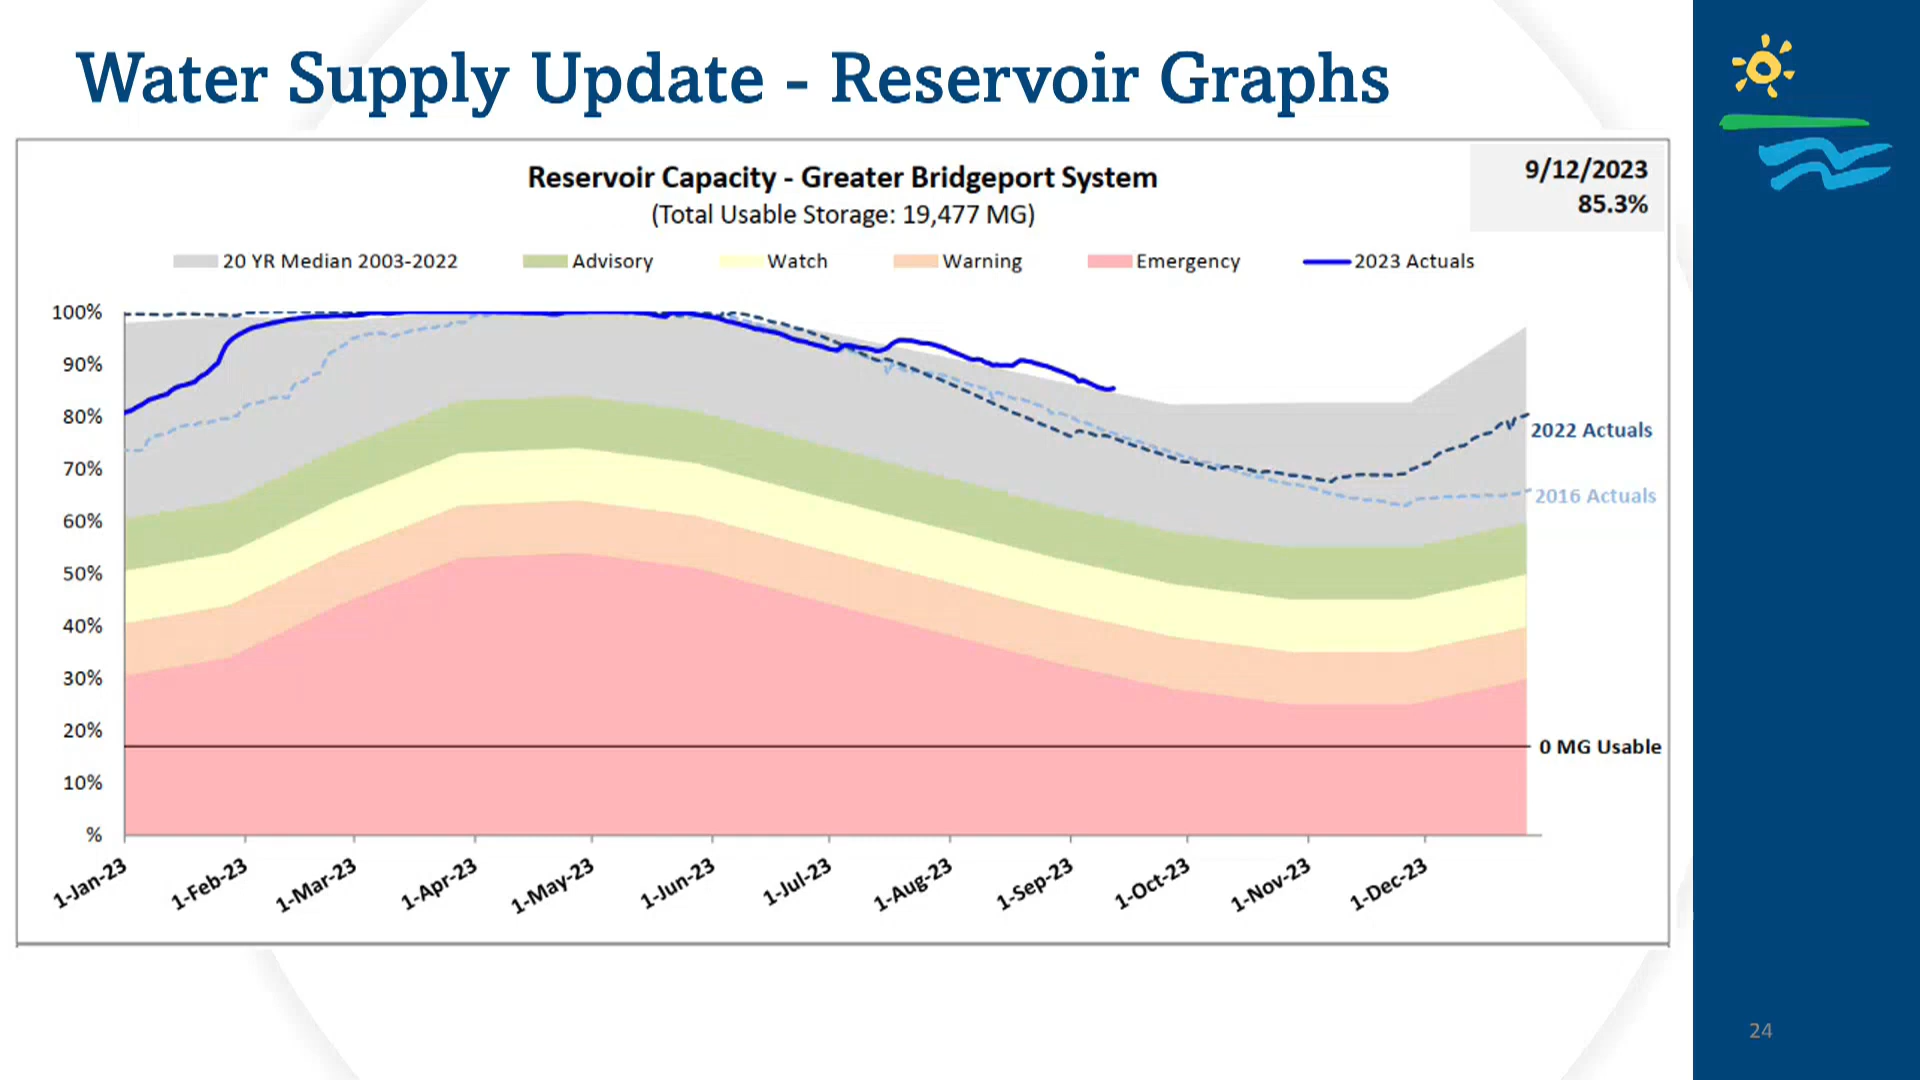 Water Supply Update - Reservoir Graphs
Reservoir Capacity - Greater Bridgeport System
(Total Usable Storage: 19,477 MG)
9/12/2023
85.3%
20 YR Median 2003-2022
Advisory
Watch
Warning
Emergency
2023 Actuals
100%
90%
80%
70%
60%
50%
40%
30%
20%
10%
%
2022 Actuals
2016 Actuals
0 MG Usable
1-Jan-23
1-Feb-23
1-Mar-23
1-Apr-23
1-May-23
1-Jun-23
1-Jul-23
1-Aug-23
1-Sep-23
1-Oct-23
1-Nov-23
1-Dec-23
24